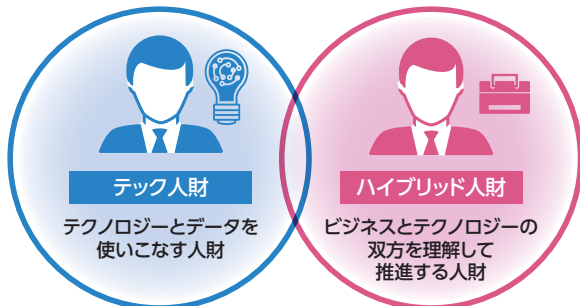 テック人財
テクノロジーとデータを
使いこなす人財
ハイブリッド人財
ビジネスとテクノロジーの
双方を理解して
推進する人財